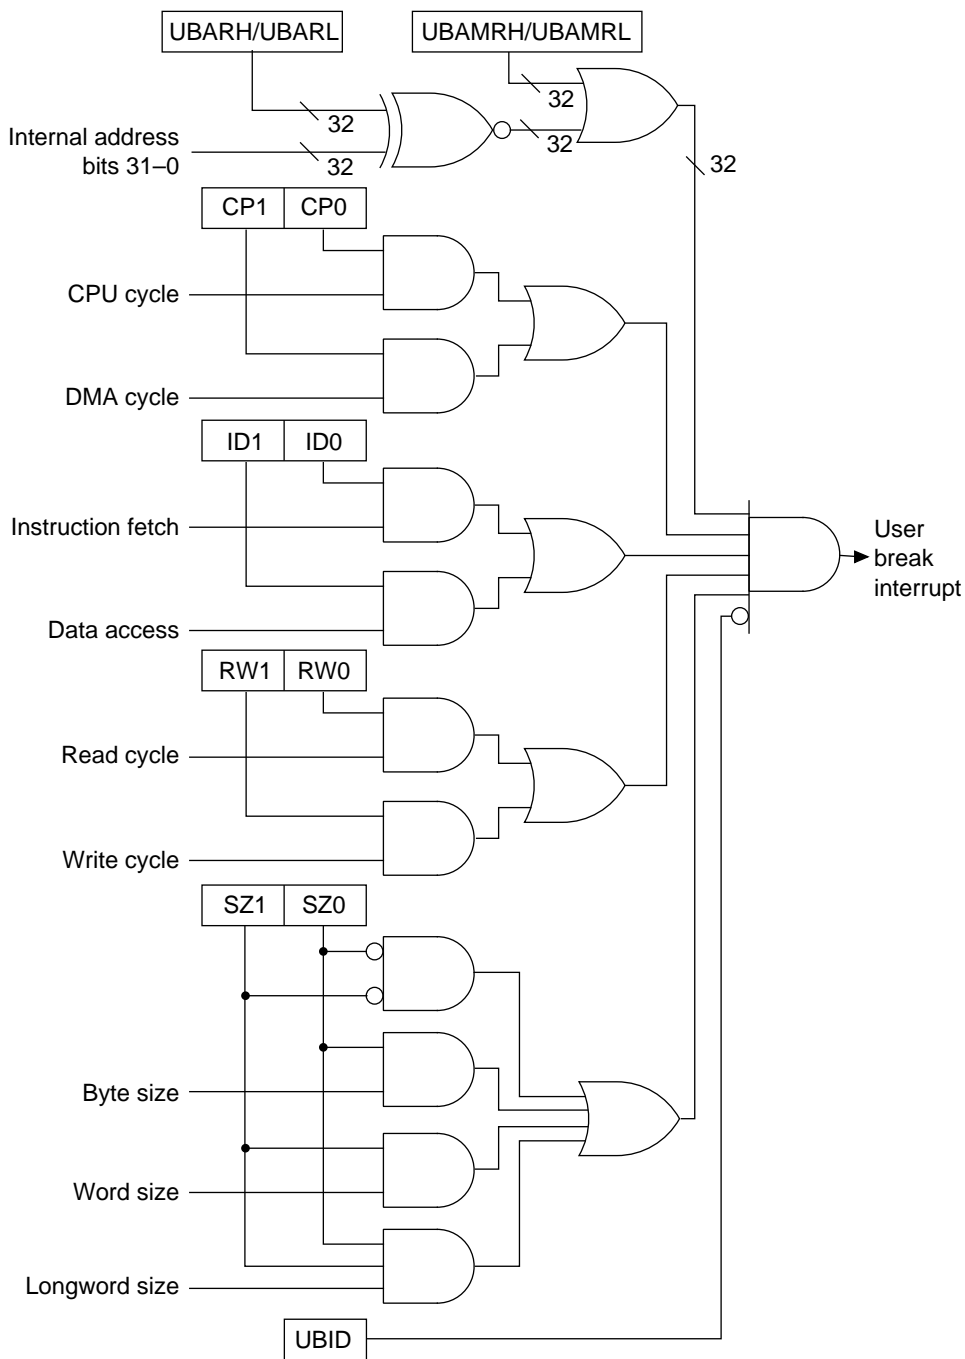 UBARH/UBARL
UBAMRH/UBAMRL
32
32
Internal address
bits 31–0
32
32
32
CP1
CP0
CPU cycle
DMA cycle
ID1
ID0
Instruction fetch
Data access
User
break
interrupt
RW1
RW0
Read cycle
Write cycle
SZ1
SZ0
Byte size
Word size
Longword size
UBID